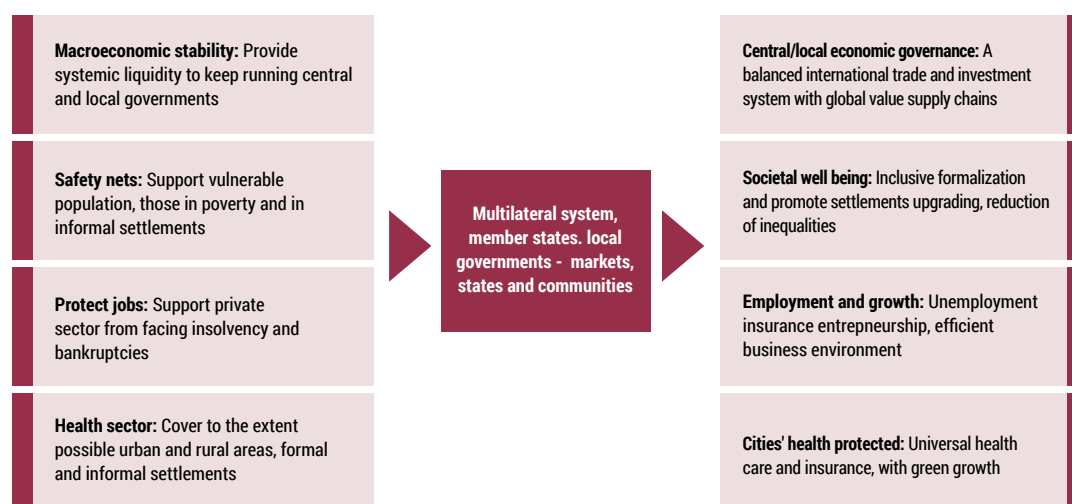 Macroeconomic stability: Provide
systemic liquidity to keep running central
and local governments
Safety nets: Support vulnerable
population, those in poverty and in
informal settlements
Protect jobs: Support private
sector from facing insolvency and
bankruptcies
Health sector: Cover to the extent
possible urban and rural areas, formal
and informal settlements
Multilateral system,
member states. local
governments - markets,
states and communities
Central/local economic governance: A
balanced international trade and investment
system with global value supply chains
Societal well being: Inclusive formalization
and promote settlements upgrading, reduction
of inequalities
Employment and growth: Unemployment
insurance entrepneurship, efficient
business environment
Cities' health protected: Universal health
care and insurance, with green growth